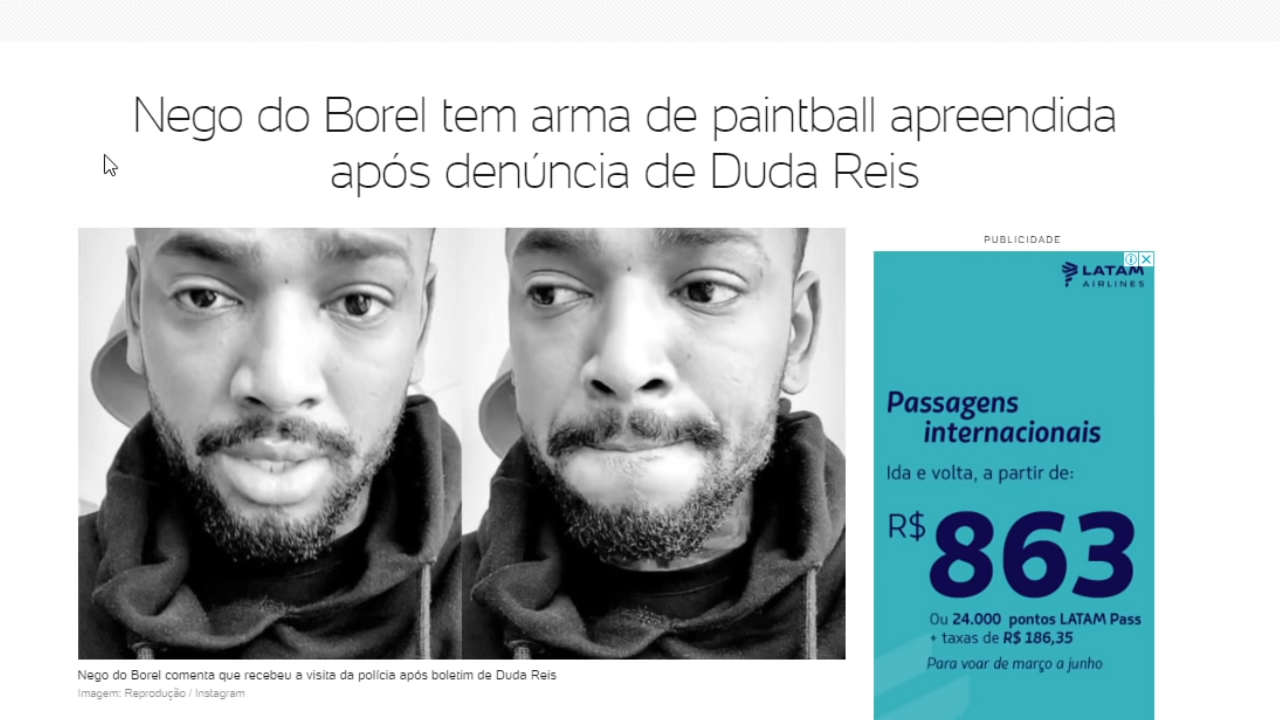 Nego do Borel tem arma de paintball apreendida
após denúncia de Duda Reis
PUBLICIDADE
LATAM
AIRLINES
Passagens
internacionais
Ida e volta, a partir de:
R$ 863
Ou 24.000 pontos LATAM Pass
+ taxas de R$ 186,35
Para voar de março a junho
Nego do Borel comenta que recebeu a visita da polícia após boletim de Duda Reis
Imagem: Reprodução / Instagram